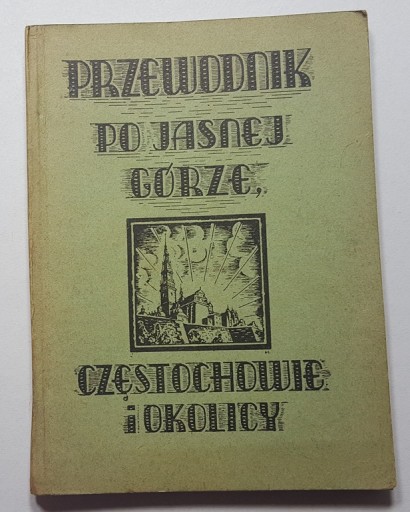 PRZEWODNIK
PO JASNEJ
GÓRZE,
CZĘSTOCHOWIE
i OKOLICY